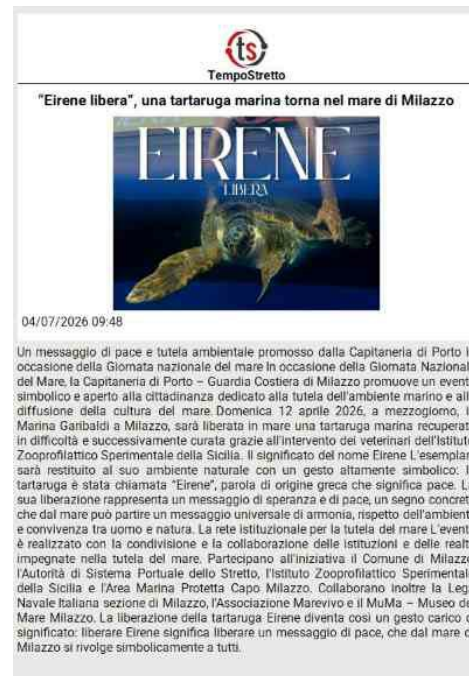 ts
TempoStretto
"Eirene libera", una tartaruga marina torna nel mare di Milazzo
EIRENE
LIBERA
04/07/2026 09:48
Un messaggio di pace e tutela ambientale promosso dalla Capitaneria di Porto i
occasione della Giornata nazionale del mare In occasione della Giornata Nazional
del Mare, la Capitaneria di Porto – Guardia Costiera di Milazzo promuove un event
simbolico e aperto alla cittadinanza dedicato alla tutela dell'ambiente marino e all
diffusione della cultura del mare. Domenica 12 aprile 2026, a mezzogiorno, i
Marina Garibaldi a Milazzo, sarà liberata in mare una tartaruga marina recuperat
in difficoltà e successivamente curata grazie all'intervento dei veterinari dell'Istitut
Zooprofilattico Sperimentale della Sicilia. Il significato del nome Eirene L'esemplar
sarà restituito al suo ambiente naturale con un gesto altamente simbolico: l
tartaruga è stata chiamata "Eirene", parola di origine greca che significa pace. L
sua liberazione rappresenta un messaggio di speranza e di pace, un segno concret
che dal mare può partire un messaggio universale di armonia, rispetto dell'ambient
e convivenza tra uomo e natura. La rete istituzionale per la tutela del mare L'event
è realizzato con la condivisione e la collaborazione delle istituzioni e delle realt
impegnate nella tutela del mare. Partecipano all'iniziativa il Comune di Milazz
l'Autorità di Sistema Portuale dello Stretto, l'Istituto Zooprofilattico Sperimental
della Sicilia e l'Area Marina Protetta Capo Milazzo. Collaborano inoltre la Leg
Navale Italiana sezione di Milazzo, l'Associazione Marevivo e il MuMa – Museo de
Mare Milazzo. La liberazione della tartaruga Eirene diventa così un gesto carico d
significato: liberare Eirene significa liberare un messaggio di pace, che dal mare d
Milazzo si rivolge simbolicamente a tutti.